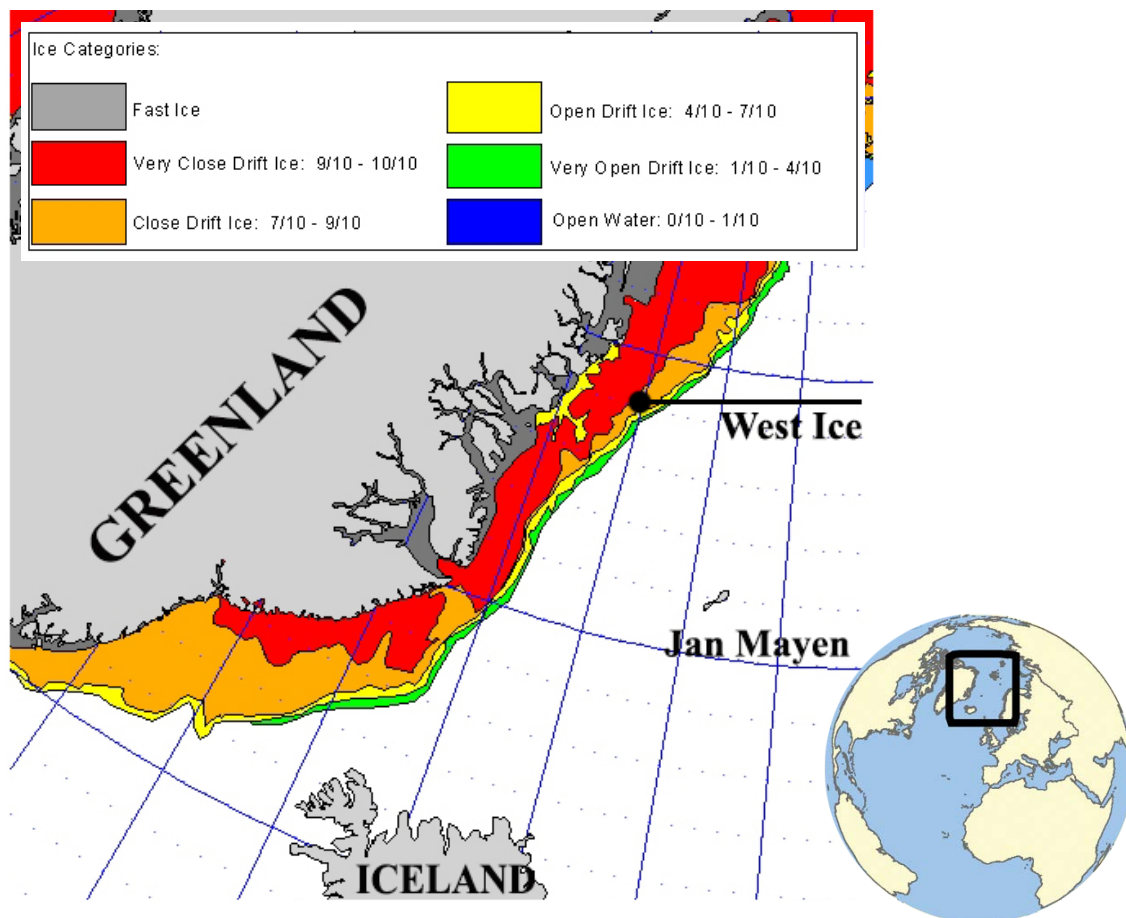 Ice Categories:
Fast Ice
Very Close Drift Ice: 9/10 - 10/10
Close Drift Ice: 7/10 - 9/10
Open Drift Ice: 4/10 - 7/10
Very Open Drift Ice: 1/10 - 4/10
Open Water: 0/10 - 1/10
GREENLAND
West Ice
Jan Mayen
ICELAND